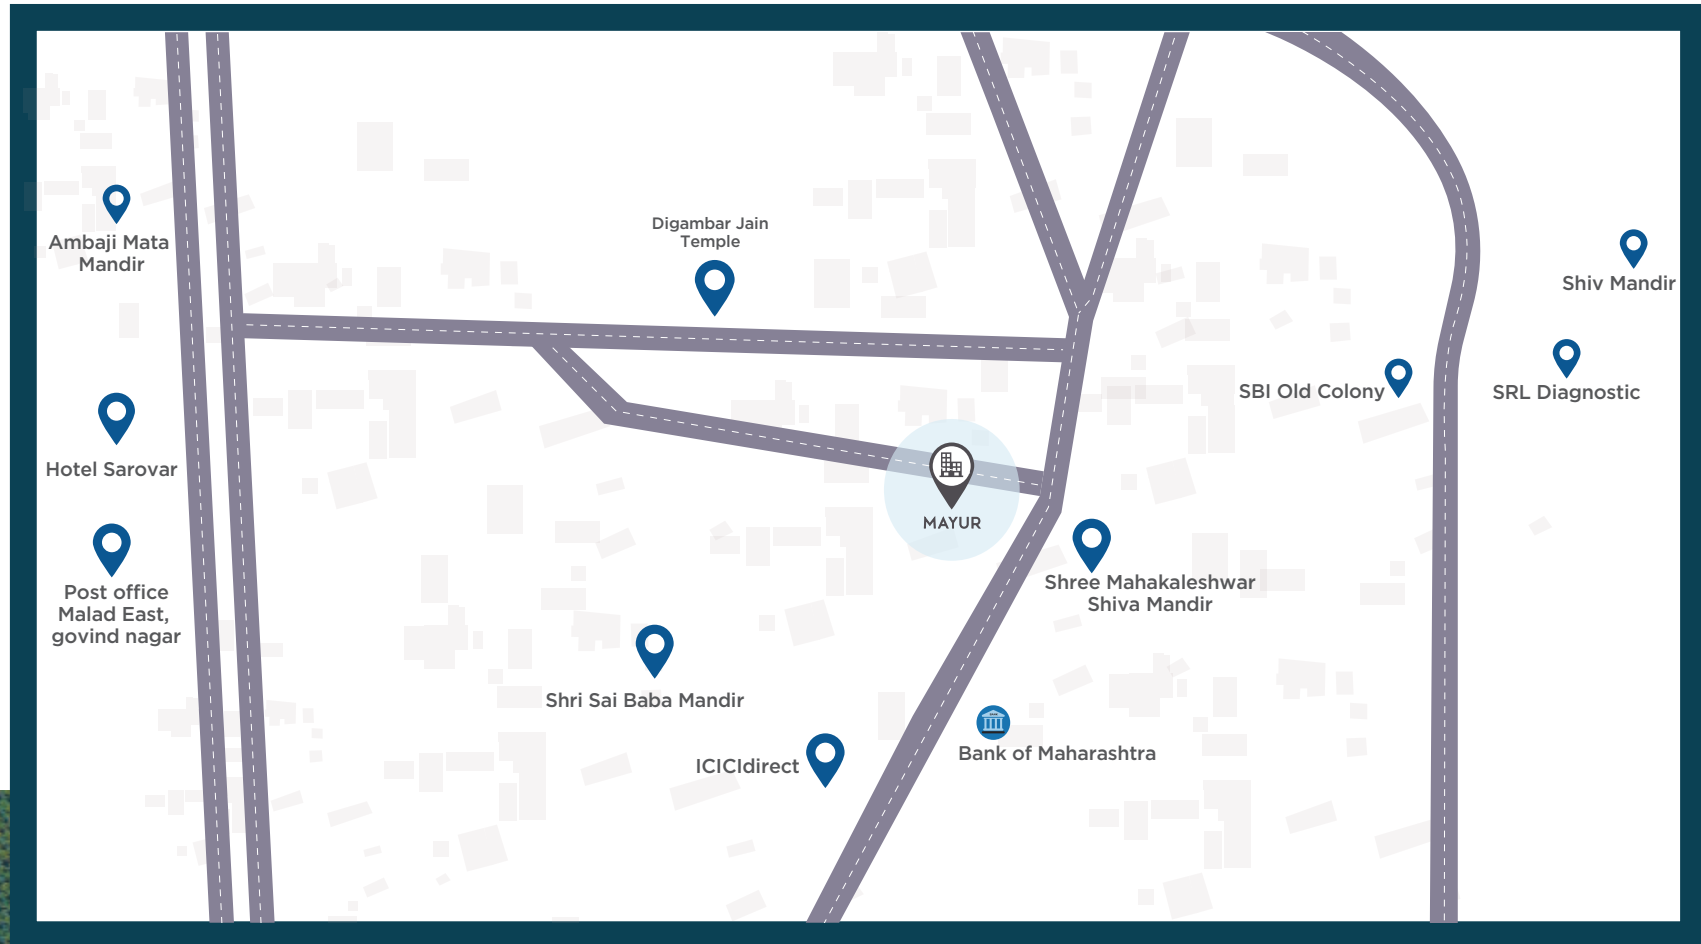 Digambar Jain
Temple
Ambaji Mata
Mandir
Shiv Mandir
SBI Old Colony
SRL Diagnostic
Hotel Sarovar
MAYUR
Post office
Malad East,
govind nagar
Shree Mahakaleshwar
Shiva Mandir
Shri Sai Baba Mandir
ICICIdirect
Bank of Maharashtra